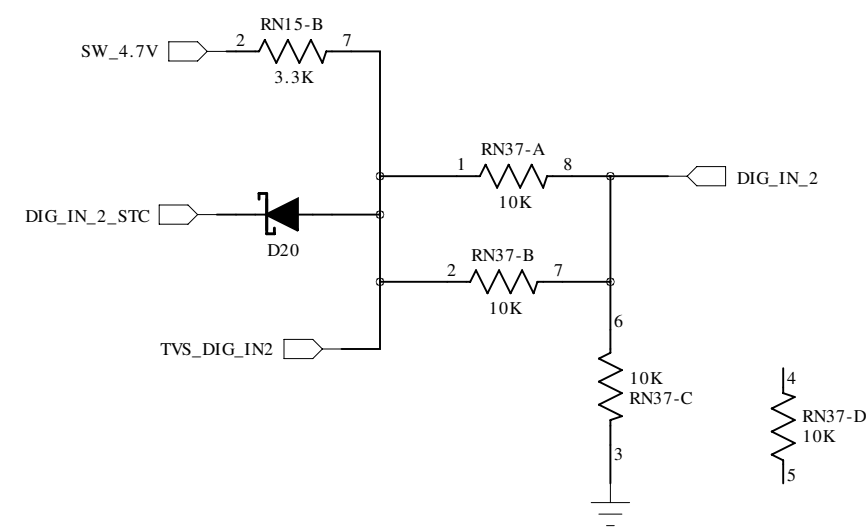 RN15-B
SW_4.7V
2
7
3.3K
RN37-A
1
8
DIG_IN_2
10K
DIG_IN_2_STC
D20
RN37-B
2
7
10K
6
TVS_DIG_IN2
10K
RN37-C
4
RN37-D
10K
3
5